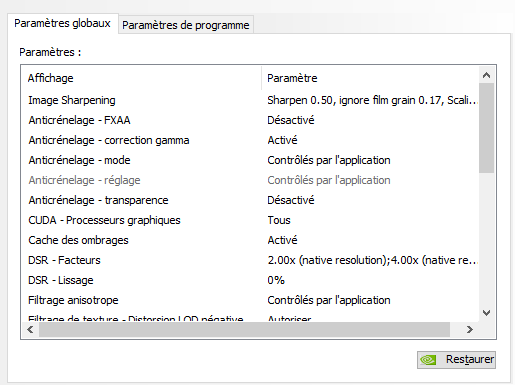 Paramètres globaux Paramètres de programme
Paramètres :
Affichage Paramètre
Image Sharpening Sharpen 0.50, ignore film grain 0.17, Scali...
Anticrénelage - FXAA Désactivé
Anticrénelage - correction gamma Activé
Anticrénelage - mode Contrôlés par l'application
Anticrénelage - réglage Contrôlés par l'application
Anticrénelage - transparence Désactivé
CUDA - Processeurs graphiques Tous
Cache des ombrages Activé
DSR - Facteurs 2.00x (native resolution);4.00x (native re...
DSR - Lissage 0%
Filtrage anisotrope Contrôlés par l'application
Filtrage de texture - Distorsion LOD négative Autoriser
Restaurer